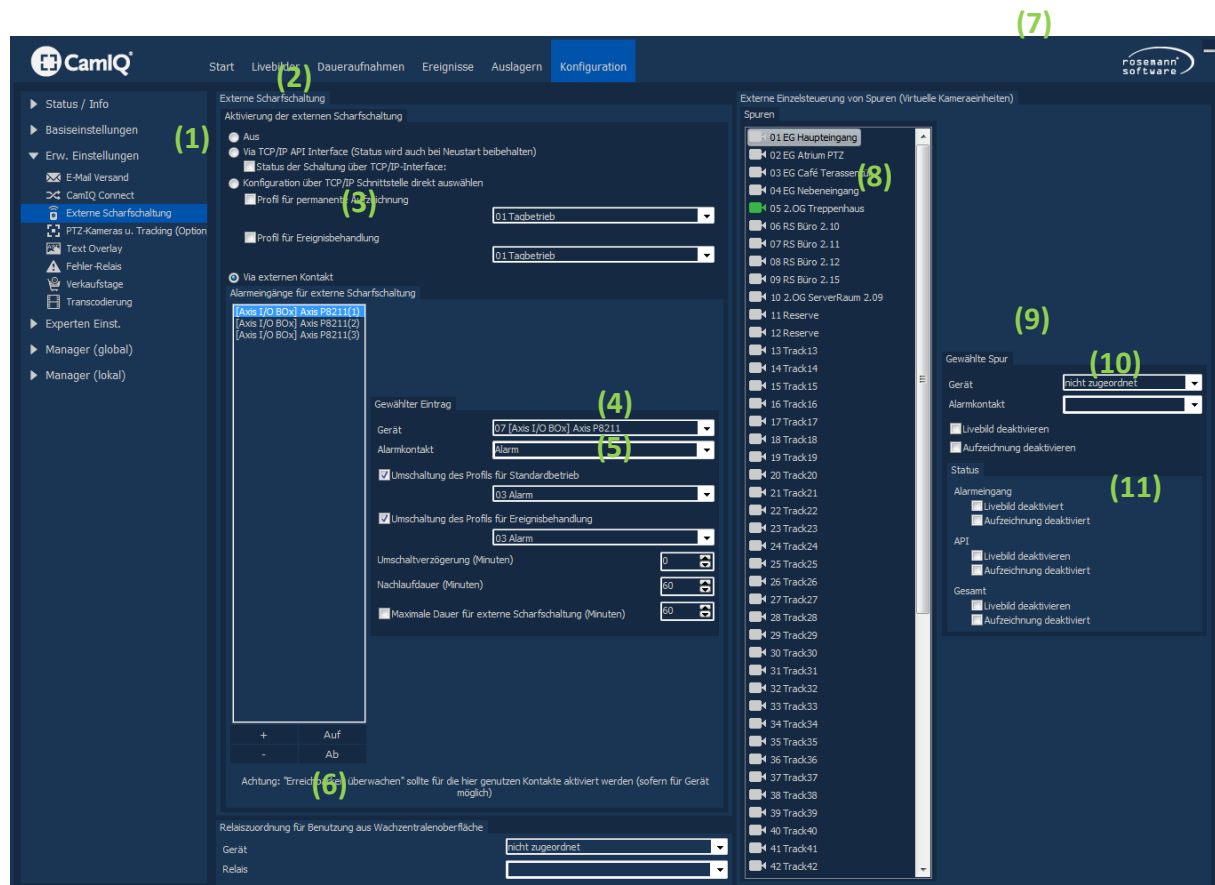 (7)
CamIQ
Start Livebilder Daueraufnahmen Ereignisse Auslagern Konfiguration
rosemann
software
(2)
(1)
Status / Info
Basiseinstellungen
Erw. Einstellungen
E-Mail Versand
CamIQ Connect
Externe Scharfschaltung
PTZ-Kameras u. Tracking (Option
Text Overlay
Fehler-Relais
Verkaufstage
Transcodierung
Experten Einst.
Manager (global)
Manager (lokal)
Externe Scharfschaltung
Aktivierung der externen Scharfschaltung
Aus
Via TCP/IP API Interface (Status wird auch bei Neustart beibehalten)
Status der Schaltung über TCP/IP-Interface:
Konfiguration über TCP/IP Schnittstelle direkt auswählen
Profil für permanente Aufzeichnung
(3)
01 Tagbetrieb
Profil für Ereignisbehandlung
01 Tagbetrieb
Via externen Kontakt
Alarmeingänge für externe Scharfschaltung
[Axis I/O BOx] Axis P8211(1)
[Axis I/O BOx] Axis P8211(2)
[Axis I/O BOx] Axis P8211(3)
Gewählter Eintrag
(4)
Gerät
07 [Axis I/O BOx] Axis P8211
Alarmkontakt
Alarm
(5)
Umschaltung des Profils für Standardbetrieb
03 Alarm
Umschaltung des Profils für Ereignisbehandlung
03 Alarm
Umschaltverzögerung (Minuten)
0
Nachlaufdauer (Minuten)
60
Maximale Dauer für externe Scharfschaltung (Minuten)
60
+ Auf
- Ab
(6)
Achtung: "Erreichbarkeit überwachen" sollte für die hier genutzen Kontakte aktiviert werden (sofern für Gerät
möglich)
Relaiszuordnung für Benutzung aus Wachzentralenoberfläche
Gerät
nicht zugeordnet
Relais
Externe Einzelsteuerung von Spuren (Virtuelle Kameraeinheiten)
Spuren
01 EG Haupteingang
02 EG Atrium PTZ
03 EG Café
(8)
04 EG Nebeneingang
05 2.OG Treppenhaus
06 RS Büro 2.10
07 RS Büro 2.11
08 RS Büro 2.12
09 RS Büro 2.15
10 2.OG ServerRaum 2.09
11 Reserve
12 Reserve
13 Track13
14 Track14
15 Track15
16 Track16
17 Track17
18 Track18
19 Track19
20 Track20
21 Track21
22 Track22
23 Track23
24 Track24
25 Track25
26 Track26
27 Track27
28 Track28
29 Track29
30 Track30
31 Track31
32 Track32
33 Track33
34 Track34
35 Track35
36 Track36
37 Track37
38 Track38
39 Track39
40 Track40
41 Track41
42 Track42
(9)
Gewählte Spur
(10)
Gerät
nicht zugeordnet
Alarmkontakt
Livebild deaktivieren
Aufzeichnung deaktivieren
Status
(11)
Alarmeingang
Livebild deaktiviert
Aufzeichnung deaktiviert
API
Livebild deaktivieren
Aufzeichnung deaktiviert
Gesamt
Livebild deaktivieren
Aufzeichnung deaktiviert